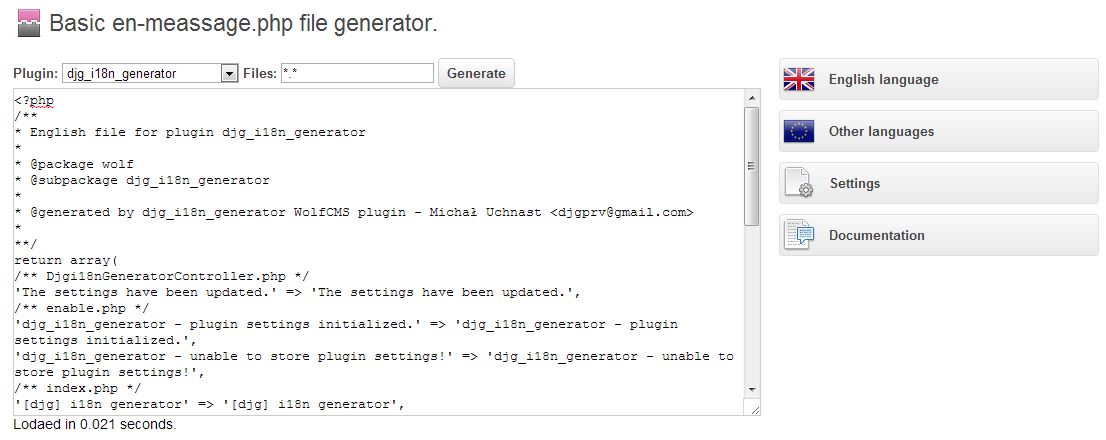 Basic en-meassage.php file generator.
Plugin: djg_i18n_generator Files: *.* Generate
<?php
/**
* English file for plugin djg_i18n_generator
*
* @package wolf
* @subpackage djg_i18n_generator
*
* @generated by djg_i18n_generator WolfCMS plugin - Michał Uchnast <djgprv@gmail.com>
*
**/
return array(
/** Djgi18nGeneratorController.php */
'The settings have been updated.' => 'The settings have been updated.',
/** enable.php */
'djg_i18n_generator - plugin settings initialized.' => 'djg_i18n_generator - plugin
settings initialized.',
'djg_i18n_generator - unable to store plugin settings!' => 'djg_i18n_generator - unable to
store plugin settings!',
/** index.php */
'[djg] i18n generator' => '[djg] i18n generator',
Lodaed in 0.021 seconds.
English language
Other languages
Settings
Documentation